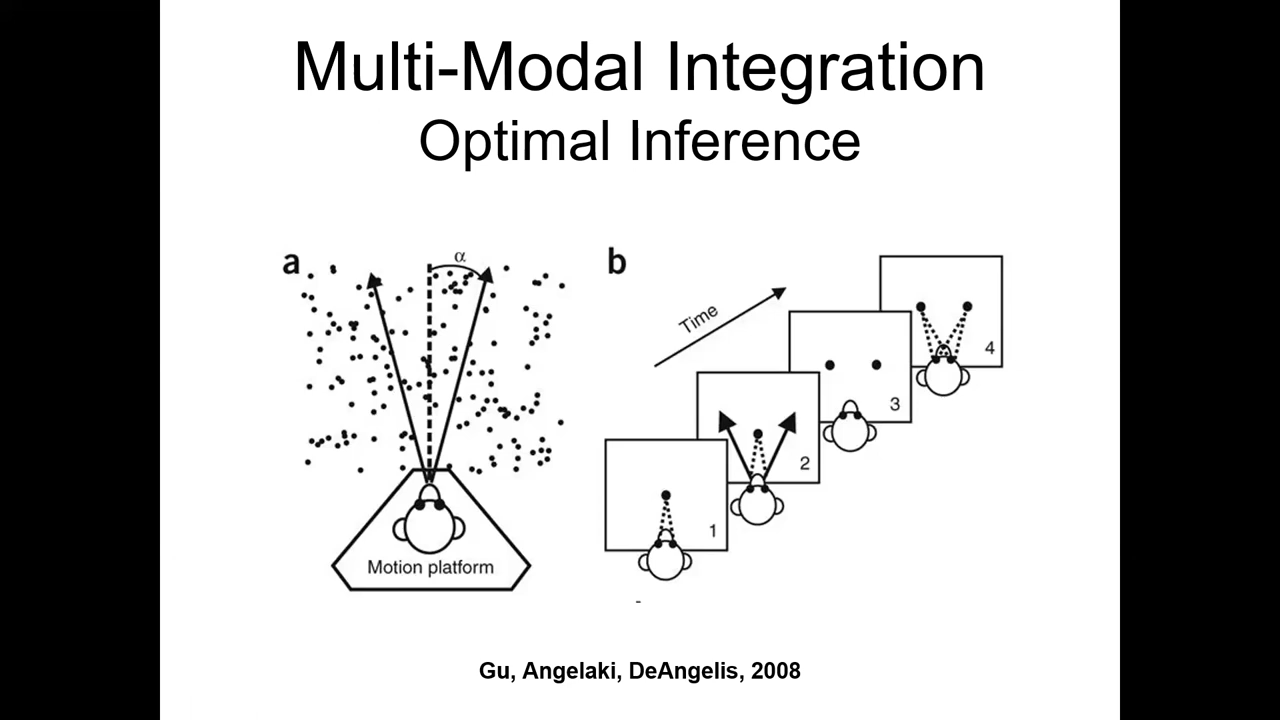 Multi-Modal Integration
Optimal Inference
a
α
Motion platform
b
Time
1
2
3
4
-
Gu, Angelaki, DeAngelis, 2008